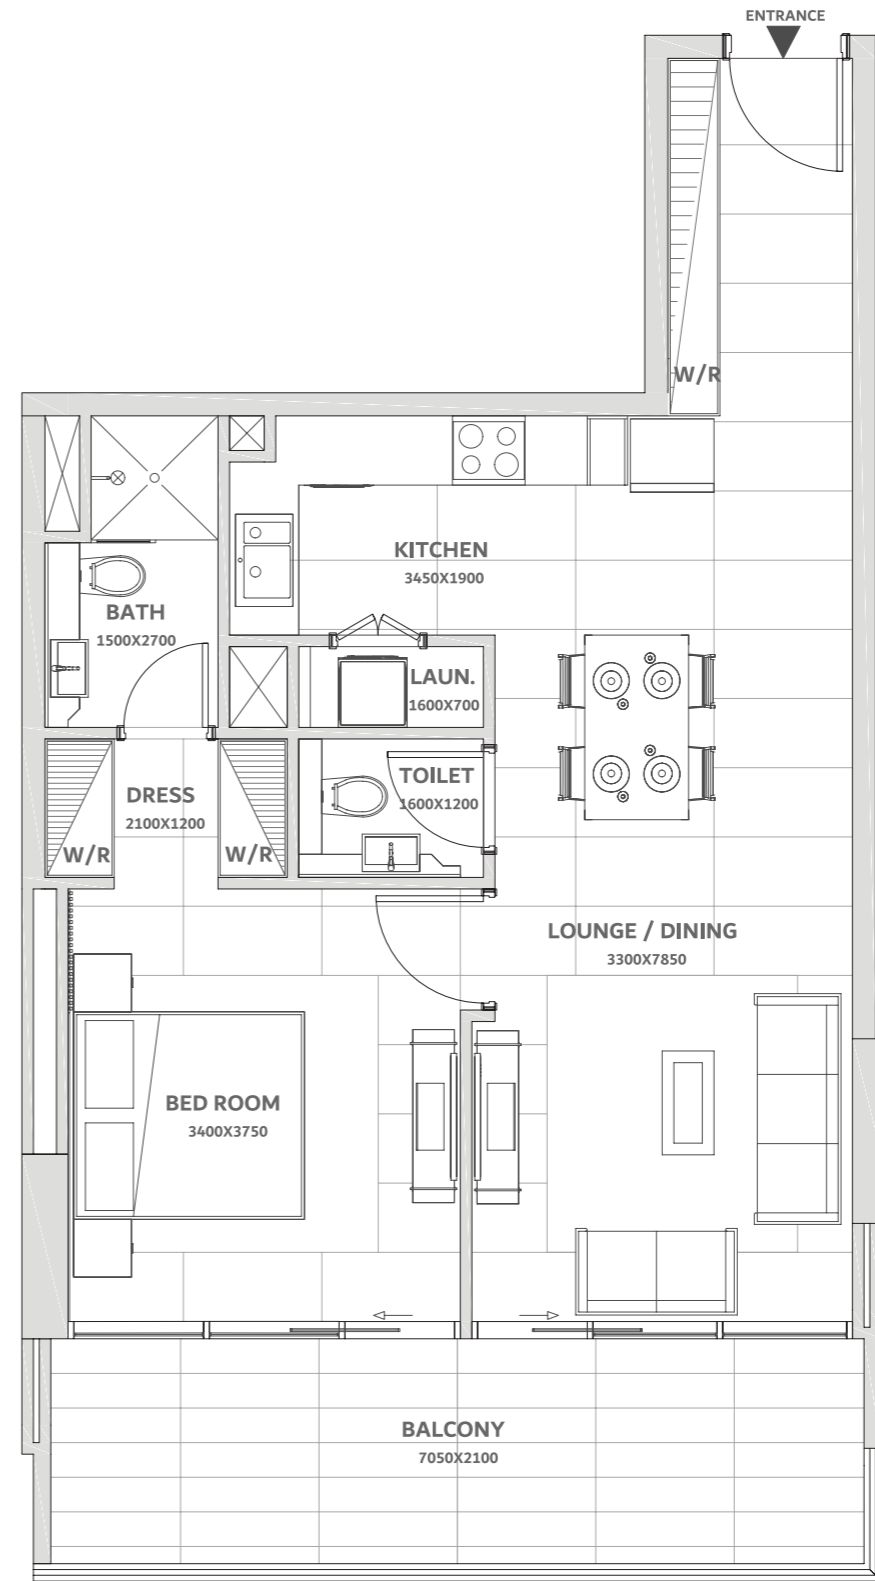 ENTRANCE
W/R
KITCHEN
3450X1900
BATH
1500X2700
LAUN.
1600X700
TOILET
1600X1200
DRESS
2100X1200
W/R
W/R
LOUNGE / DINING
3300X7850
BED ROOM
3400X3750
BALCONY
7050X2100